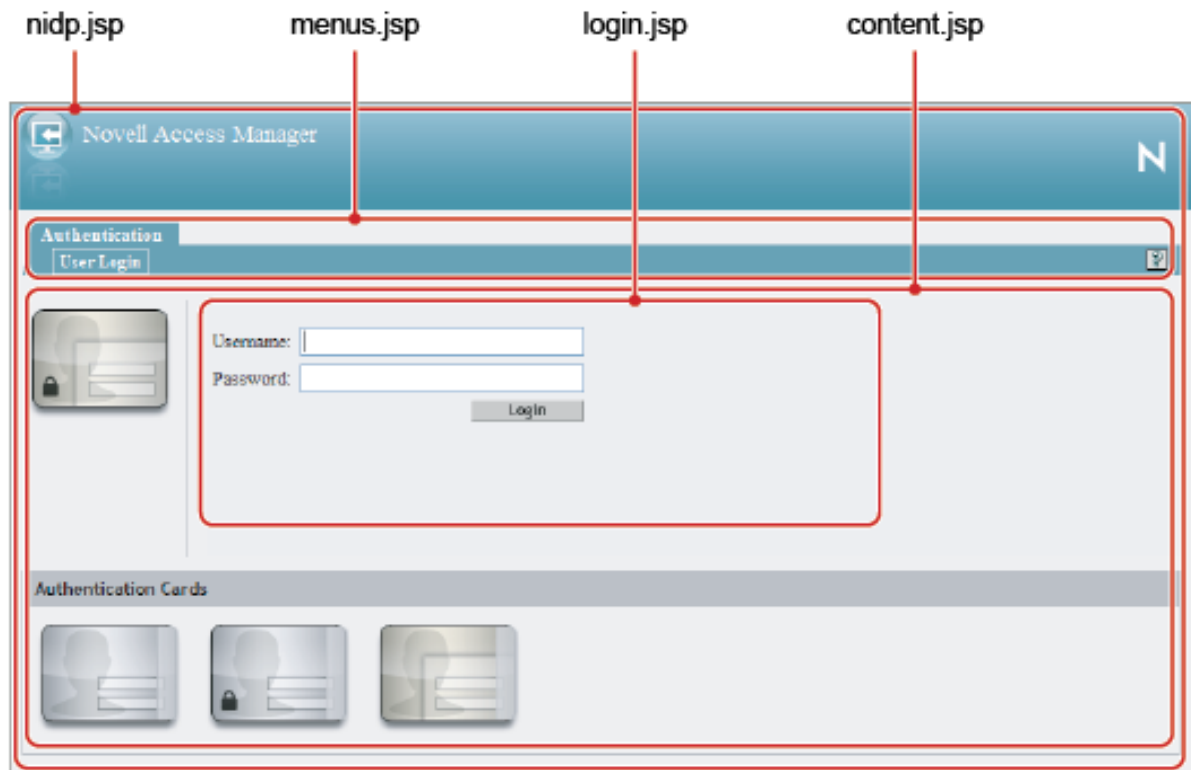 nidp.jsp menus.jsp login.jsp content.jsp
Novell Access Manager
N
Authentication
User Login
?
Username:
Password:
Login
Authentication Cards